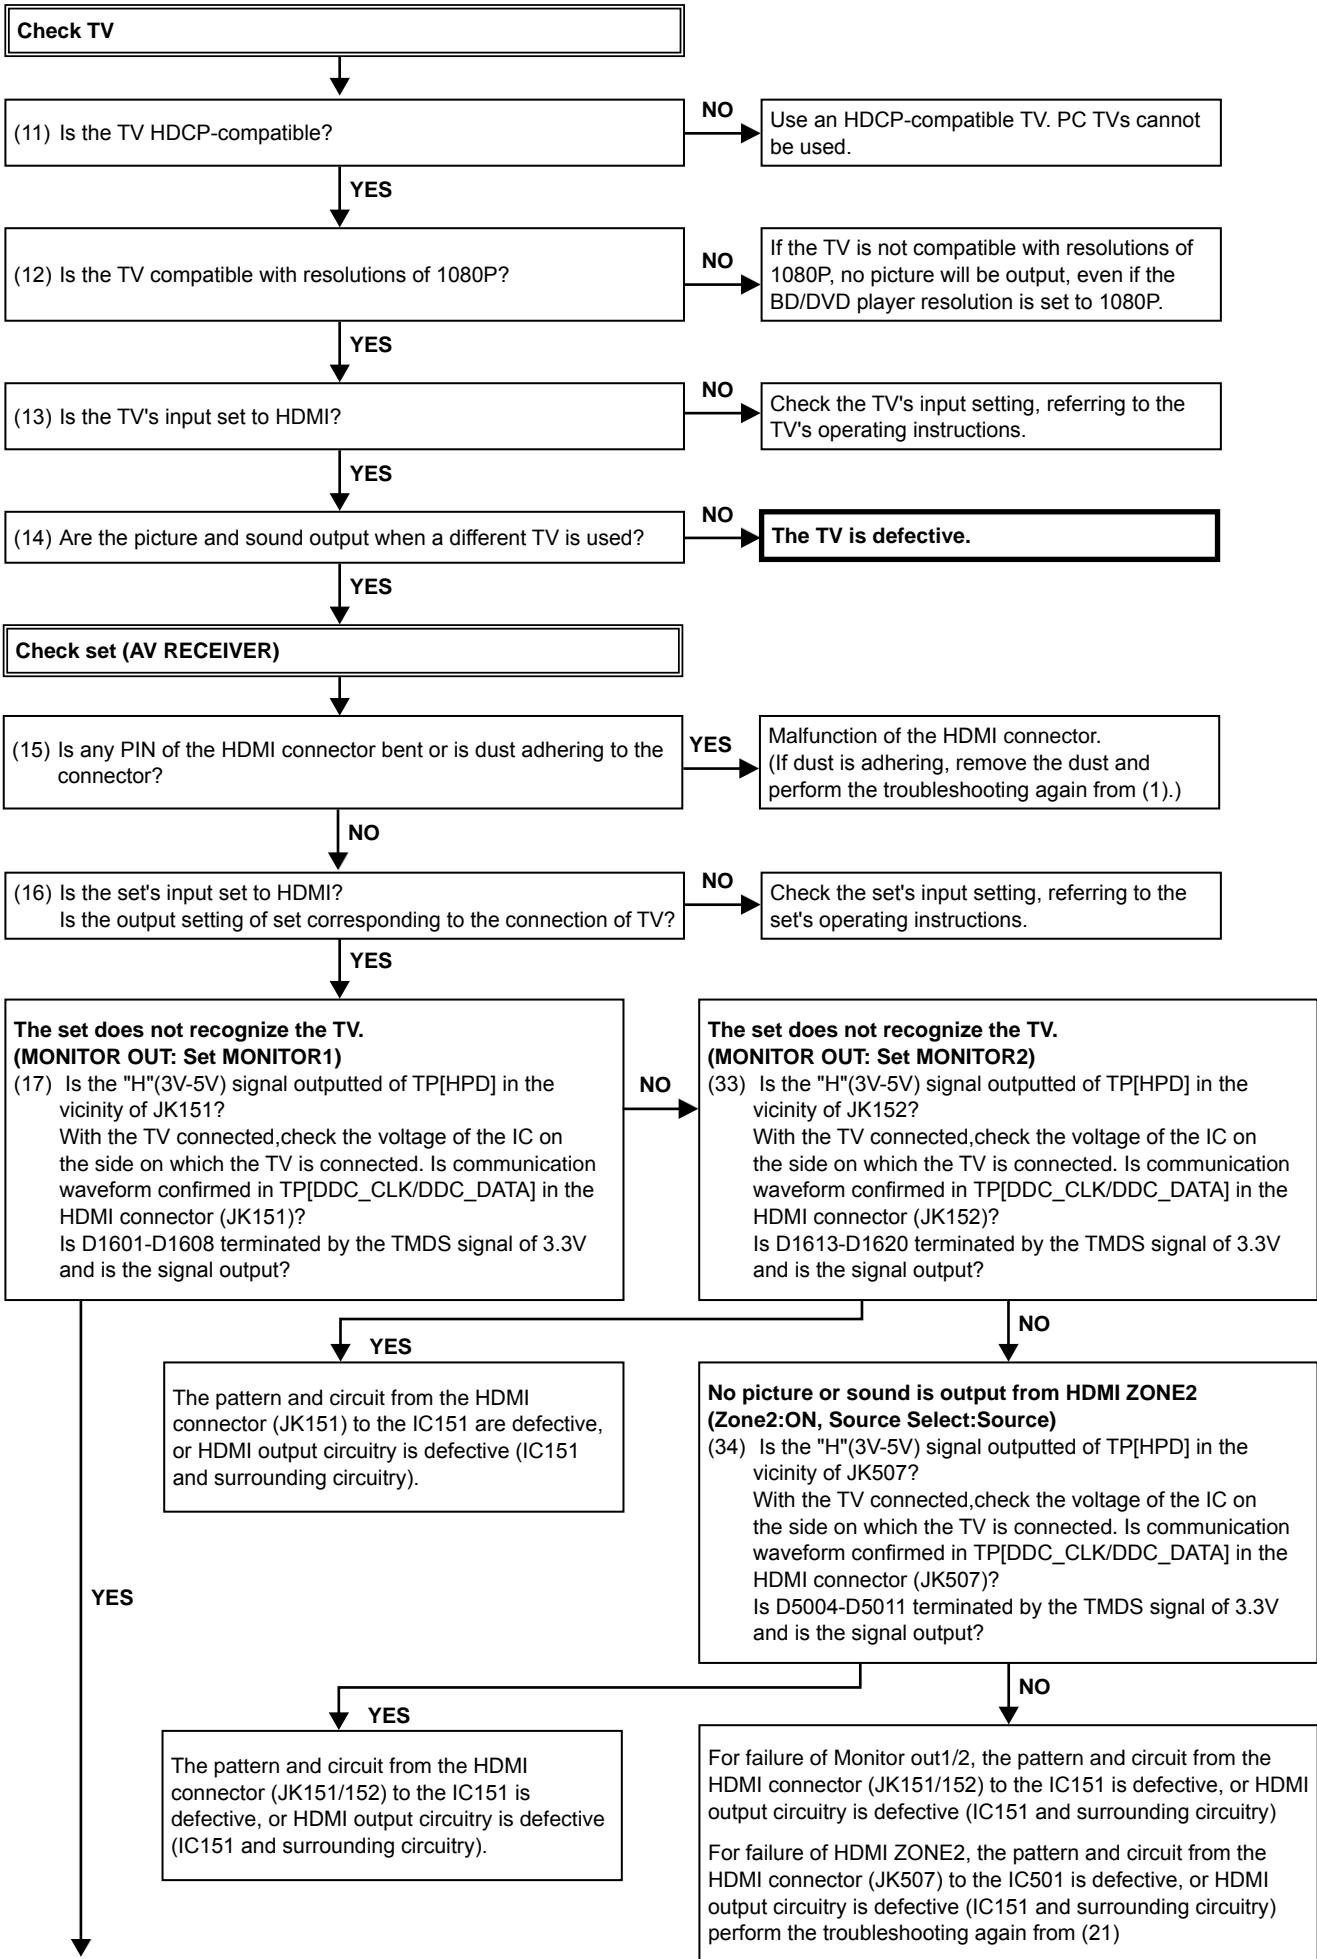 Check TV
(11) Is the TV HDCP-compatible?
NO
Use an HDCP-compatible TV. PC TVs cannot
be used.
YES
(12) Is the TV compatible with resolutions of 1080P?
NO
If the TV is not compatible with resolutions of
1080P, no picture will be output, even if the
BD/DVD player resolution is set to 1080P.
YES
(13) Is the TV's input set to HDMI?
NO
Check the TV's input setting, referring to the
TV's operating instructions.
YES
(14) Are the picture and sound output when a different TV is used?
NO
The TV is defective.
YES
Check set (AV RECEIVER)
(15) Is any PIN of the HDMI connector bent or is dust adhering to the
connector?
YES
Malfunction of the HDMI connector.
(If dust is adhering, remove the dust and
perform the troubleshooting again from (1).)
NO
(16) Is the set's input set to HDMI?
Is the output setting of set corresponding to the connection of TV?
NO
Check the set's input setting, referring to the
set's operating instructions.
YES
The set does not recognize the TV.
(MONITOR OUT: Set MONITOR1)
(17) Is the "H"(3V-5V) signal outputted of TP[HPD] in the
vicinity of JK151?
With the TV connected,check the voltage of the IC on
the side on which the TV is connected. Is communication
waveform confirmed in TP[DDC_CLK/DDC_DATA] in the
HDMI connector (JK151)?
Is D1601-D1608 terminated by the TMDS signal of 3.3V
and is the signal output?
NO
The set does not recognize the TV.
(MONITOR OUT: Set MONITOR2)
(33) Is the "H"(3V-5V) signal outputted of TP[HPD] in the
vicinity of JK152?
With the TV connected,check the voltage of the IC on
the side on which the TV is connected. Is communication
waveform confirmed in TP[DDC_CLK/DDC_DATA] in the
HDMI connector (JK152)?
Is D1613-D1620 terminated by the TMDS signal of 3.3V
and is the signal output?
YES
NO
The pattern and circuit from the HDMI
connector (JK151) to the IC151 are defective,
or HDMI output circuitry is defective (IC151
and surrounding circuitry).
No picture or sound is output from HDMI ZONE2
(Zone2:ON, Source Select:Source)
(34) Is the "H"(3V-5V) signal outputted of TP[HPD] in the
vicinity of JK507?
With the TV connected,check the voltage of the IC on
the side on which the TV is connected. Is communication
waveform confirmed in TP[DDC_CLK/DDC_DATA] in the
HDMI connector (JK507)?
Is D5004-D5011 terminated by the TMDS signal of 3.3V
and is the signal output?
YES
YES
NO
The pattern and circuit from the HDMI
connector (JK151/152) to the IC151 is
defective, or HDMI output circuitry is defective
(IC151 and surrounding circuitry).
For failure of Monitor out1/2, the pattern and circuit from the
HDMI connector (JK151/152) to the IC151 is defective, or HDMI
output circuitry is defective (IC151 and surrounding circuitry)
For failure of HDMI ZONE2, the pattern and circuit from the
HDMI connector (JK507) to the IC501 is defective, or HDMI
output circuitry is defective (IC151 and surrounding circuitry)
perform the troubleshooting again from (21)